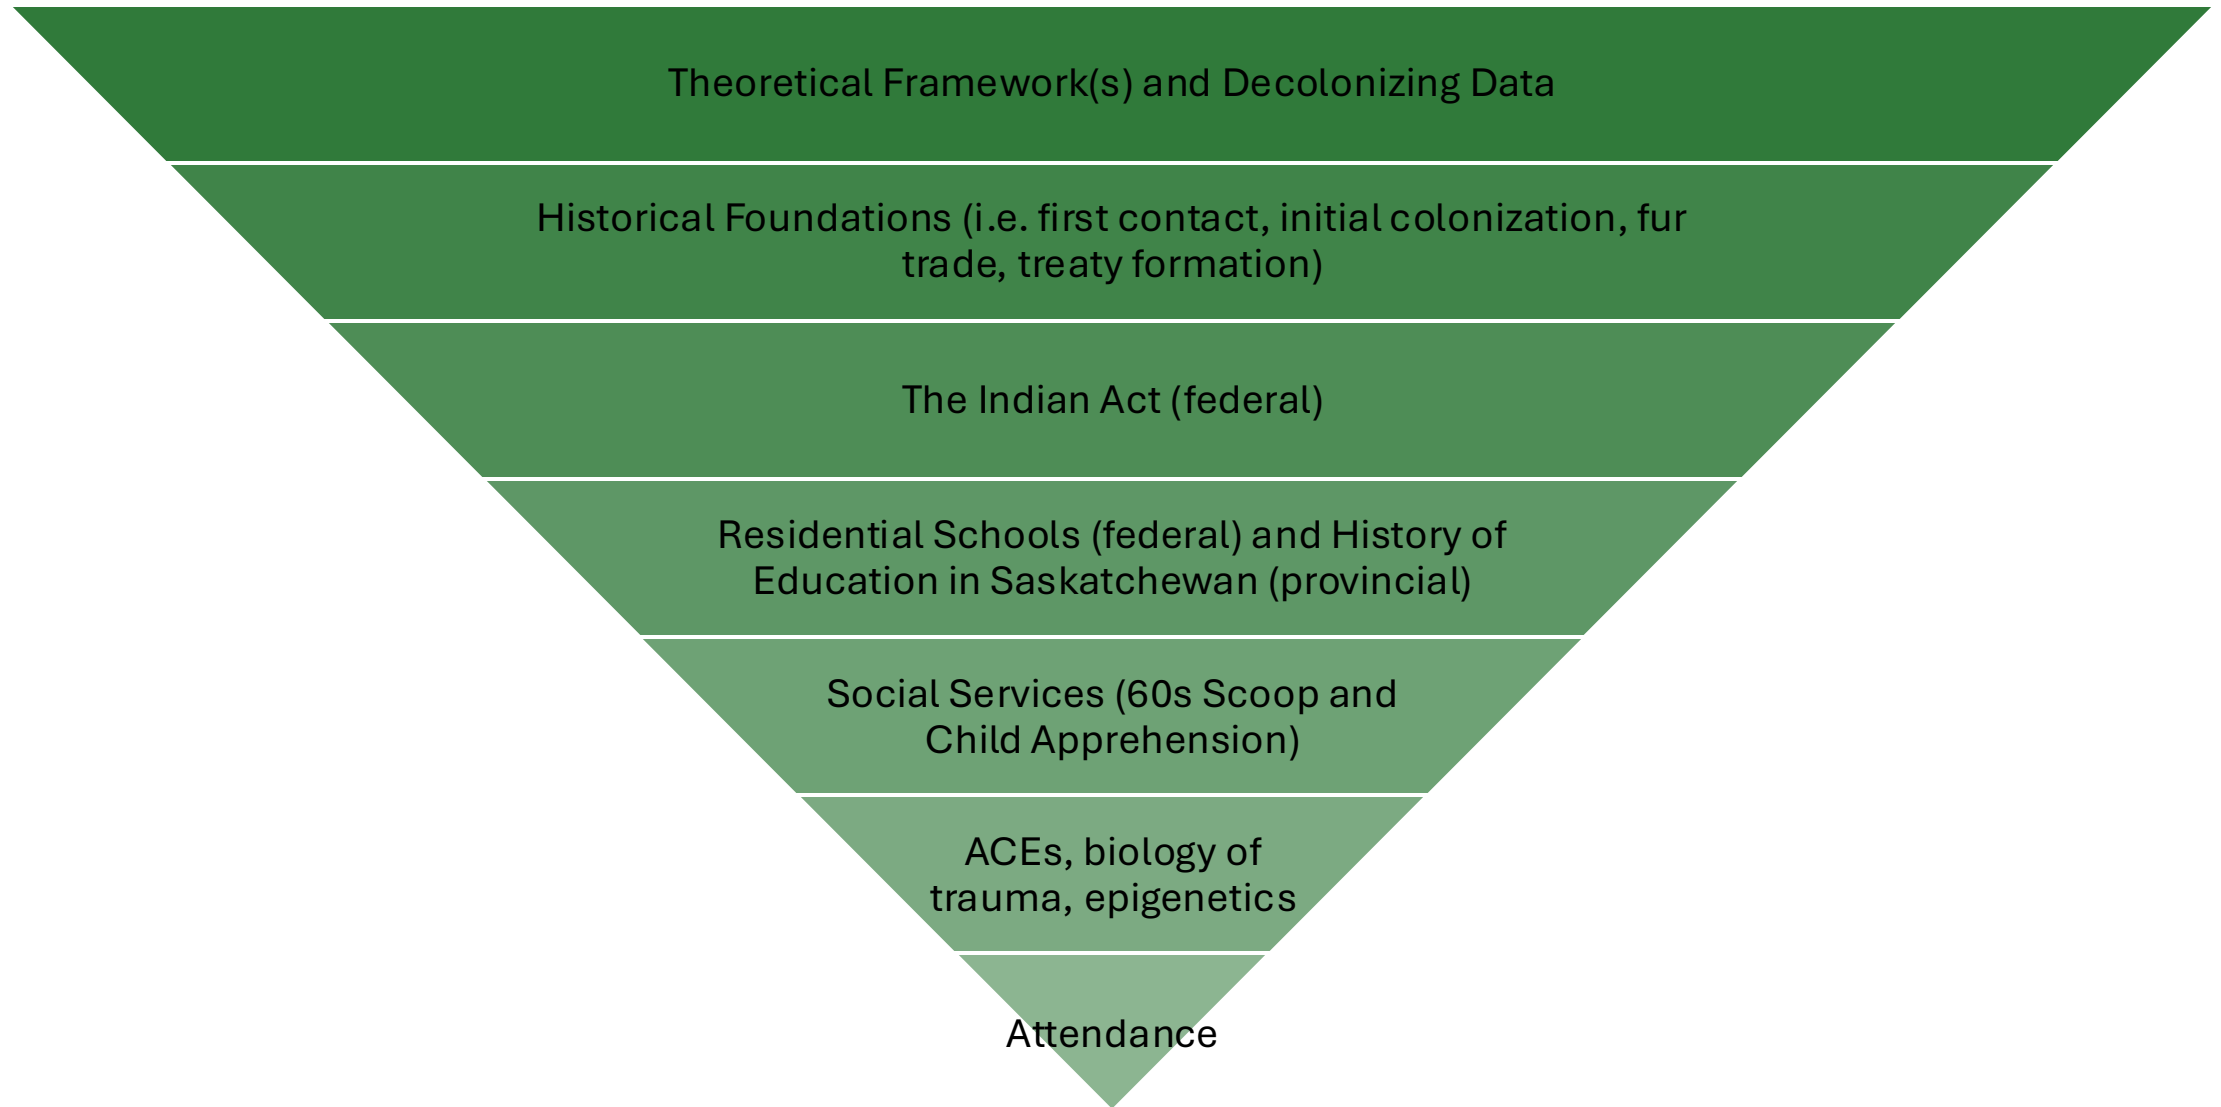 Theoretical Framework(s) and Decolonizing Data
Historical Foundations (i.e. first contact, initial colonization, fur
trade, treaty formation)
The Indian Act (federal)
Residential Schools (federal) and History of
Education in Saskatchewan (provincial)
Social Services (60s Scoop and
Child Apprehension)
ACEs, biology of
trauma, epigenetics
Attendance